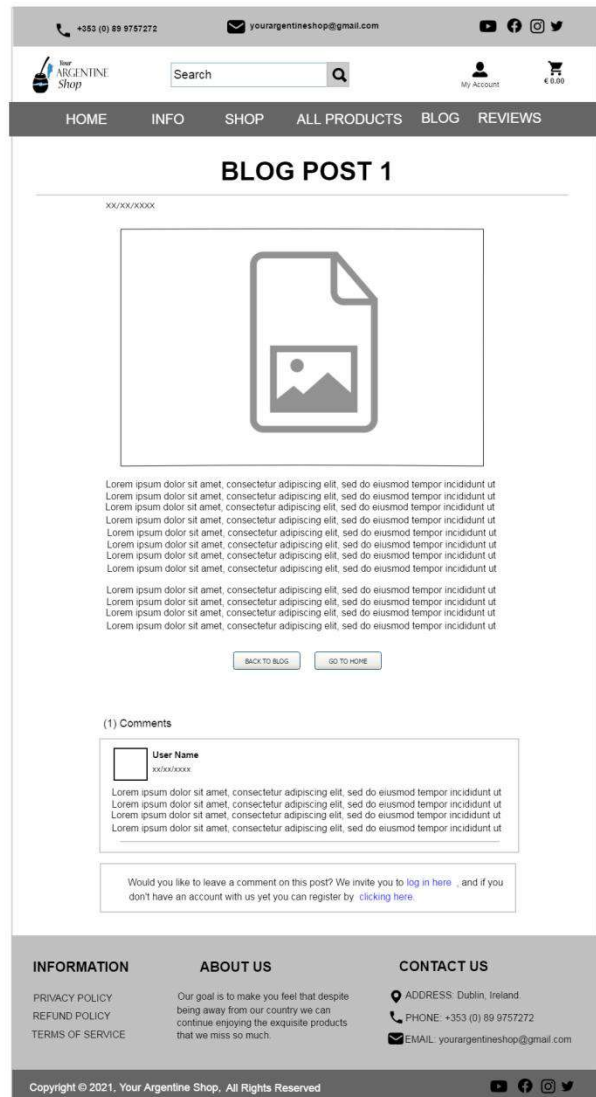 +353 (0) 89 9757272
yourargentineshop@gmail.com
Your
ARGENTINE
Shop
Search
My Account
€ 0.00
HOME INFO SHOP ALL PRODUCTS BLOG REVIEWS
BLOG POST 1
xx/xx/xxxx
Lorem ipsum dolor sit amet, consectetur adipiscing elit, sed do eiusmod tempor incididunt ut
Lorem ipsum dolor sit amet, consectetur adipiscing elit, sed do eiusmod tempor incididunt ut
Lorem ipsum dolor sit amet, consectetur adipiscing elit, sed do eiusmod tempor incididunt ut
Lorem ipsum dolor sit amet, consectetur adipiscing elit, sed do eiusmod tempor incididunt ut
Lorem ipsum dolor sit amet, consectetur adipiscing elit, sed do eiusmod tempor incididunt ut
Lorem ipsum dolor sit amet, consectetur adipiscing elit, sed do eiusmod tempor incididunt ut
Lorem ipsum dolor sit amet, consectetur adipiscing elit, sed do eiusmod tempor incididunt ut
Lorem ipsum dolor sit amet, consectetur adipiscing elit, sed do eiusmod tempor incididunt ut
Lorem ipsum dolor sit amet, consectetur adipiscing elit, sed do eiusmod tempor incididunt ut
Lorem ipsum dolor sit amet, consectetur adipiscing elit, sed do eiusmod tempor incididunt ut
Lorem ipsum dolor sit amet, consectetur adipiscing elit, sed do eiusmod tempor incididunt ut
Lorem ipsum dolor sit amet, consectetur adipiscing elit, sed do eiusmod tempor incididunt ut
BACK TO BLOG GO TO HOME
(1) Comments
User Name
xx/xx/xxxx
Lorem ipsum dolor sit amet, consectetur adipiscing elit, sed do eiusmod tempor incididunt ut
Lorem ipsum dolor sit amet, consectetur adipiscing elit, sed do eiusmod tempor incididunt ut
Lorem ipsum dolor sit amet, consectetur adipiscing elit, sed do eiusmod tempor incididunt ut
Lorem ipsum dolor sit amet, consectetur adipiscing elit, sed do eiusmod tempor incididunt ut
Would you like to leave a comment on this post? We invite you to log in here , and if you
don't have an account with us yet you can register by clicking here.
INFORMATION
PRIVACY POLICY
REFUND POLICY
TERMS OF SERVICE
ABOUT US
Our goal is to make you feel that despite
being away from our country we can
continue enjoying the exquisite products
that we miss so much.
CONTACT US
ADDRESS: Dublin, Ireland.
PHONE: +353 (0) 89 9757272
EMAIL: yourargentineshop@gmail.com
Copyright © 2021, Your Argentine Shop, All Rights Reserved